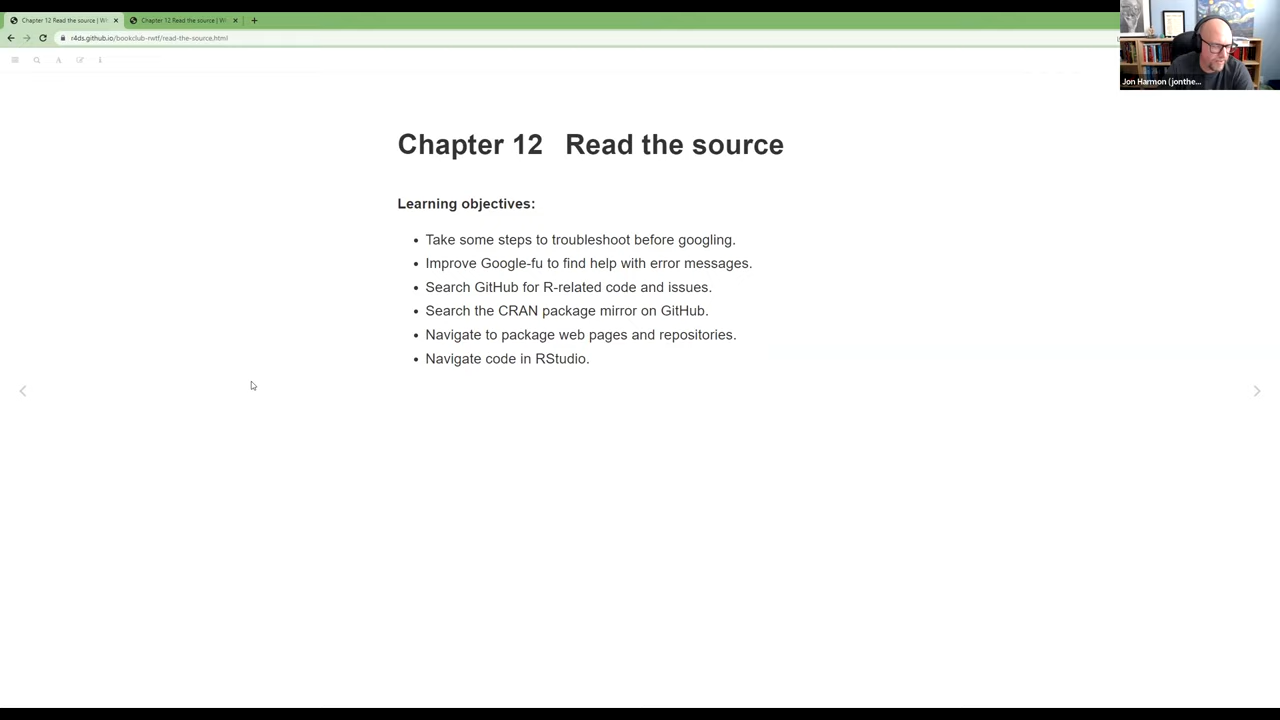 Chapter 12 Read the source | Wh
Chapter 12 Read the source | Wh
r4ds.github.io/bookclub-rwtf/read-the-source.html
Jon Harmon (jonthe...
Chapter 12 Read the source
Learning objectives:
• Take some steps to troubleshoot before googling.
• Improve Google-fu to find help with error messages.
• Search GitHub for R-related code and issues.
• Search the CRAN package mirror on GitHub.
• Navigate to package web pages and repositories.
• Navigate code in RStudio.